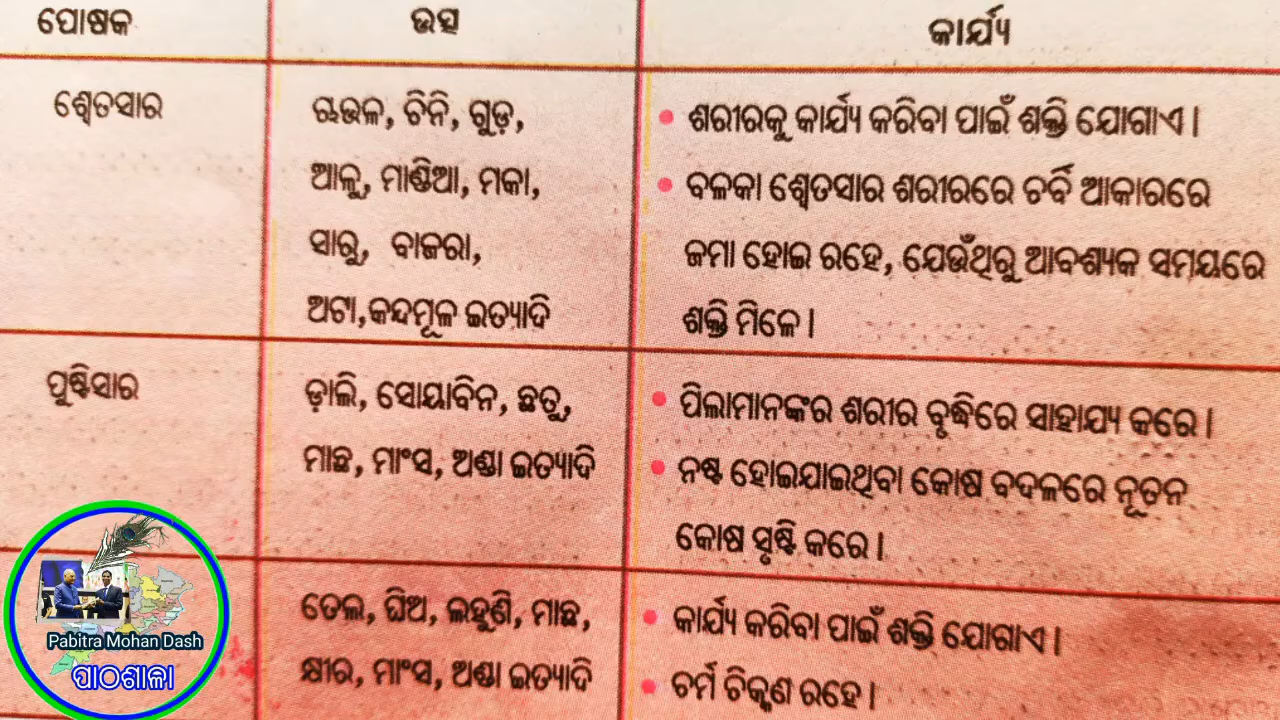 ପୋଷକ ଉତ୍ସ କାର୍ଯ୍ୟ
ଶ୍ୱେତସାର
ଚାଉଳ, ଚିନି, ଗୁଡ଼,
ଆଳୁ, ମାଣ୍ଡିଆ, ମକା,
ସାରୁ, ବାଜରା,
ଅଟା,କନ୍ଦମୂଳ ଇତ୍ୟାଦି
• ଶରୀରକୁ କାର୍ଯ୍ୟ କରିବା ପାଇଁ ଶକ୍ତି ଯୋଗାଏ ।
• ବଳକା ଶ୍ୱେତସାର ଶରୀରରେ ଚର୍ବି ଆକାରରେ
ଜମା ହୋଇ ରହେ, ଯେଉଁଥିରୁ ଆବଶ୍ୟକ ସମୟରେ
ଶକ୍ତି ମିଳେ ।
ପୁଷ୍ଟିସାର
ଡ଼ାଲି, ସୋୟାବିନ, ଛତୁ,
ମାଛ, ମାଂସ, ଅଣ୍ଡା ଇତ୍ୟାଦି
• ପିଲାମାନଙ୍କର ଶରୀର ବୃଦ୍ଧିରେ ସାହାଯ୍ୟ କରେ ।
• ନଷ୍ଟ ହୋଇଯାଇଥିବା କୋଷ ବଦଳରେ ନୂତନ
କୋଷ ସୃଷ୍ଟି କରେ ।
ତେଲ, ଘିଅ, ଲହୁଣି, ମାଛ,
କ୍ଷୀର, ମାଂସ, ଅଣ୍ଡା ଇତ୍ୟାଦି
• କାର୍ଯ୍ୟ କରିବା ପାଇଁ ଶକ୍ତି ଯୋଗାଏ ।
• ଚର୍ମ ଚିକ୍କଣ ରହେ ।
Pabitra Mohan Dash
ପାଠଶାଳା